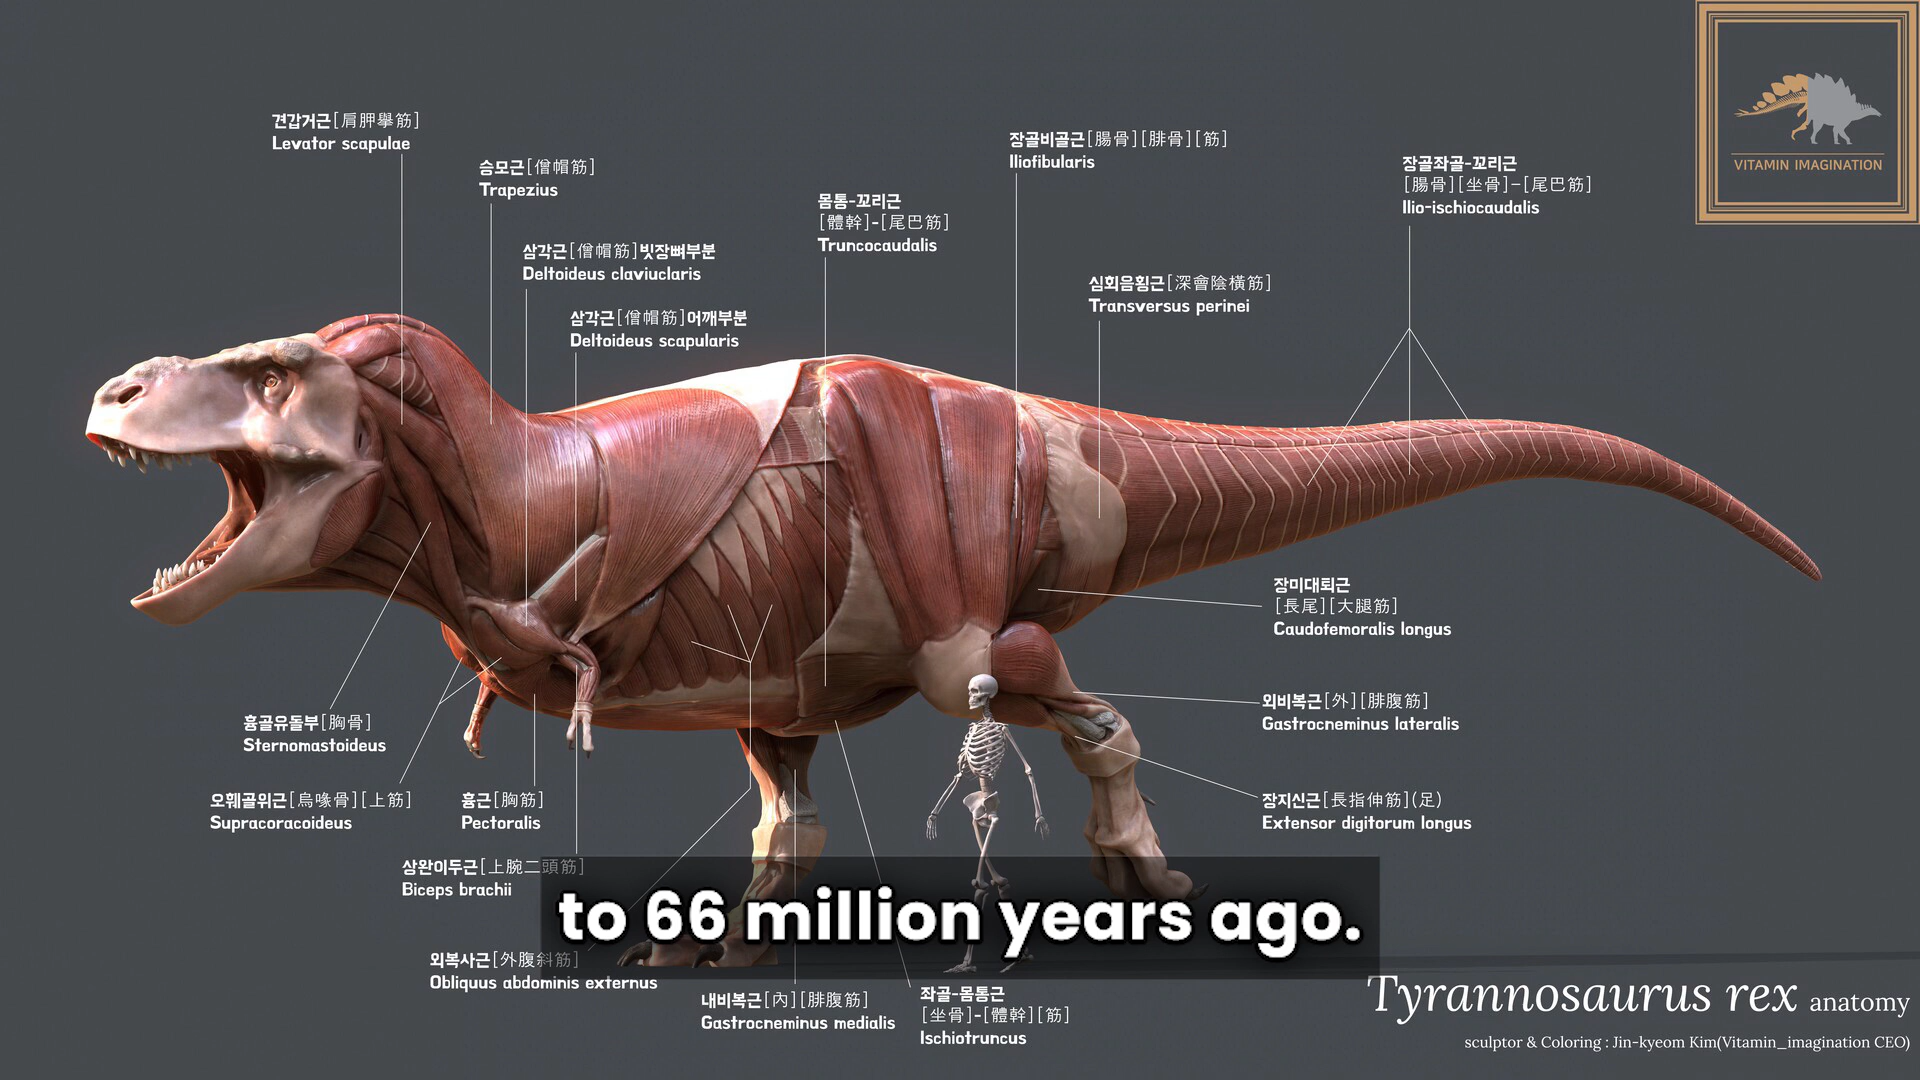 견갑거근[肩胛擧筋]
Levator scapulae
승모근[僧帽筋]
Trapezius
삼각근[僧帽筋]빗장뼈부분
Deltoideus claviuclaris
삼각근[僧帽筋]어깨부분
Deltoideus scapularis
몸통-꼬리근
[體幹]-[尾巴筋]
Truncocaudalis
장골비골근[腸骨][腓骨][筋]
Iliofibularis
심회음횡근[深會陰橫筋]
Transversus perinei
장골좌골-꼬리근
[腸骨][坐骨]-[尾巴筋]
Ilio-ischiocaudalis
VITAMIN IMAGINATION
장미대퇴근
[長尾][大腿筋]
Caudofemoralis longus
외비복근[外][腓腹筋]
Gastrocneminus lateralis
장지신근[長指伸筋](足)
Extensor digitorum longus
흉골유돌부[胸骨]
Sternomastoideus
오훼골위근[烏喙骨][上筋]
Supracoracoideus
흉근[胸筋]
Pectoralis
상완이두근[上腕二頭筋]
Biceps brachii
to 66 million years ago.
외복사근[外腹斜筋]
Obliquus abdominis externus
내비복근[內][腓腹筋]
Gastrocneminus medialis
좌골-몸통근
[坐骨]-[體幹][筋]
Ischiotruncus
Tyrannosaurus rex anatomy
sculptor & Coloring : Jin-kyeom Kim(Vitamin_imagination CEO)